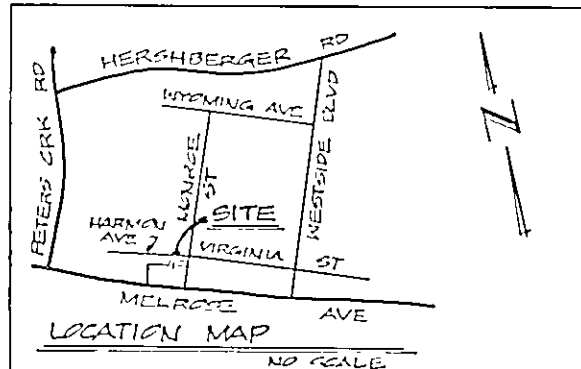 HERSHBERGER RD
PETERS CRK RD
WYOMING AVE
WESTSIDE BLVD
MONROE ST
SITE
HARMON AVE
VIRGINIA ST
MELROSE AVE
LOCATION MAP
NO SCALE
N